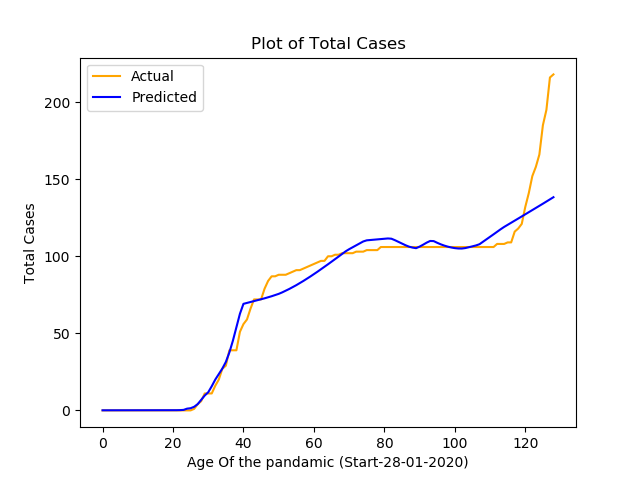 Plot of Total Cases
Actual
Predicted
Total Cases
200
150
100
50
0
0 20 40 60 80 100 120
Age Of the pandamic (Start-28-01-2020)